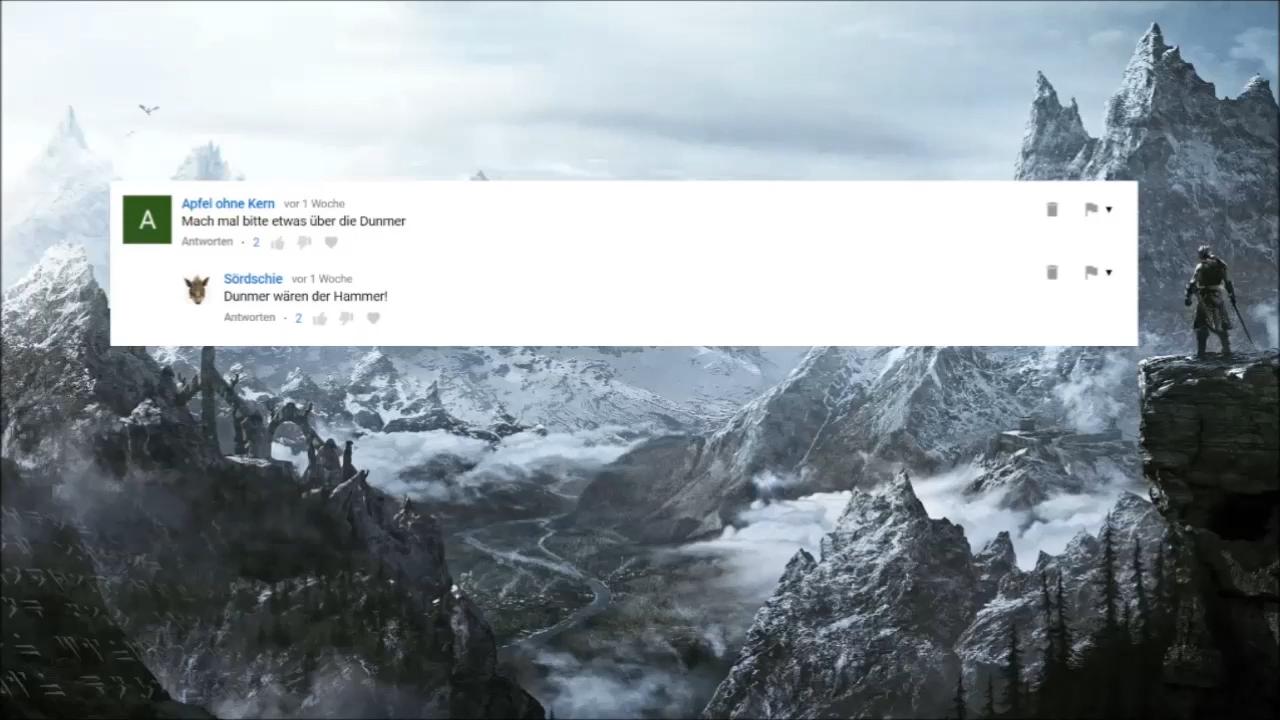 A
Apfel ohne Kern vor 1 Woche
Mach mal bitte etwas über die Dunmer
Antworten · 2
Sördschie vor 1 Woche
Dunmer wären der Hammer!
Antworten · 2